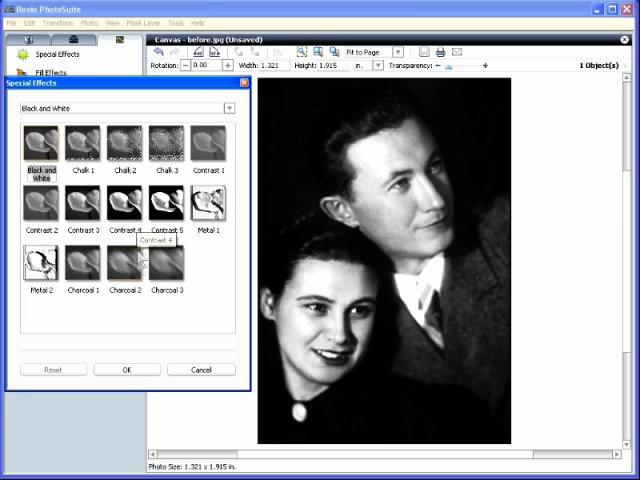 Roxio PhotoSuite
File Edit Transform Photo View Mask Layer Tools Help
Canvas - before.jpg (Unsaved)
Special Effects
Fit to Page
Fill Effects
Rotation: 0.00 Width: 1.321 Height: 1.915 in. Transparency: 1 Object(s)
Special Effects
Black and White
Black and White Chalk 1 Chalk 2 Chalk 3 Contrast 1
Contrast 2 Contrast 3 Contrast 4 Contrast 5 Metal 1
Contrast 4
Metal 2 Charcoal 1 Charcoal 2 Charcoal 3
Reset OK Cancel
Photo Size: 1.321 x 1.915 in.